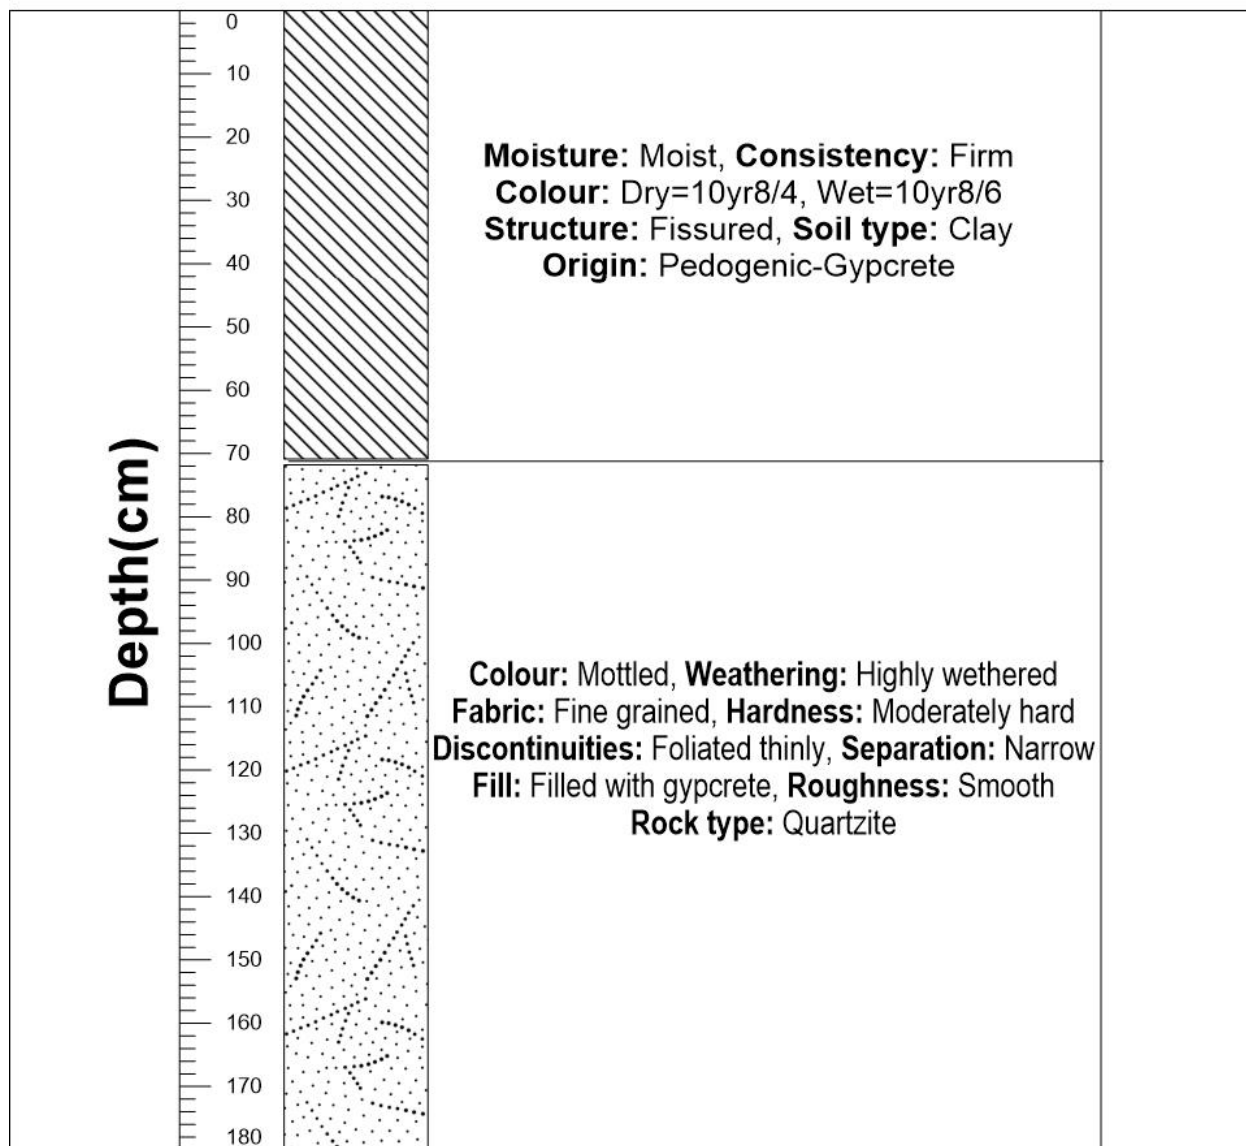 0
10
20
30
40
50
60
70
80
90
100
110
120
130
140
150
160
170
180
Depth(cm)
Moisture: Moist, Consistency: Firm
Colour: Dry=10yr8/4, Wet=10yr8/6
Structure: Fissured, Soil type: Clay
Origin: Pedogenic-Gypcrete
Colour: Mottled, Weathering: Highly wethered
Fabric: Fine grained, Hardness: Moderately hard
Discontinuities: Foliated thinly, Separation: Narrow
Fill: Filled with gypcrete, Roughness: Smooth
Rock type: Quartzite